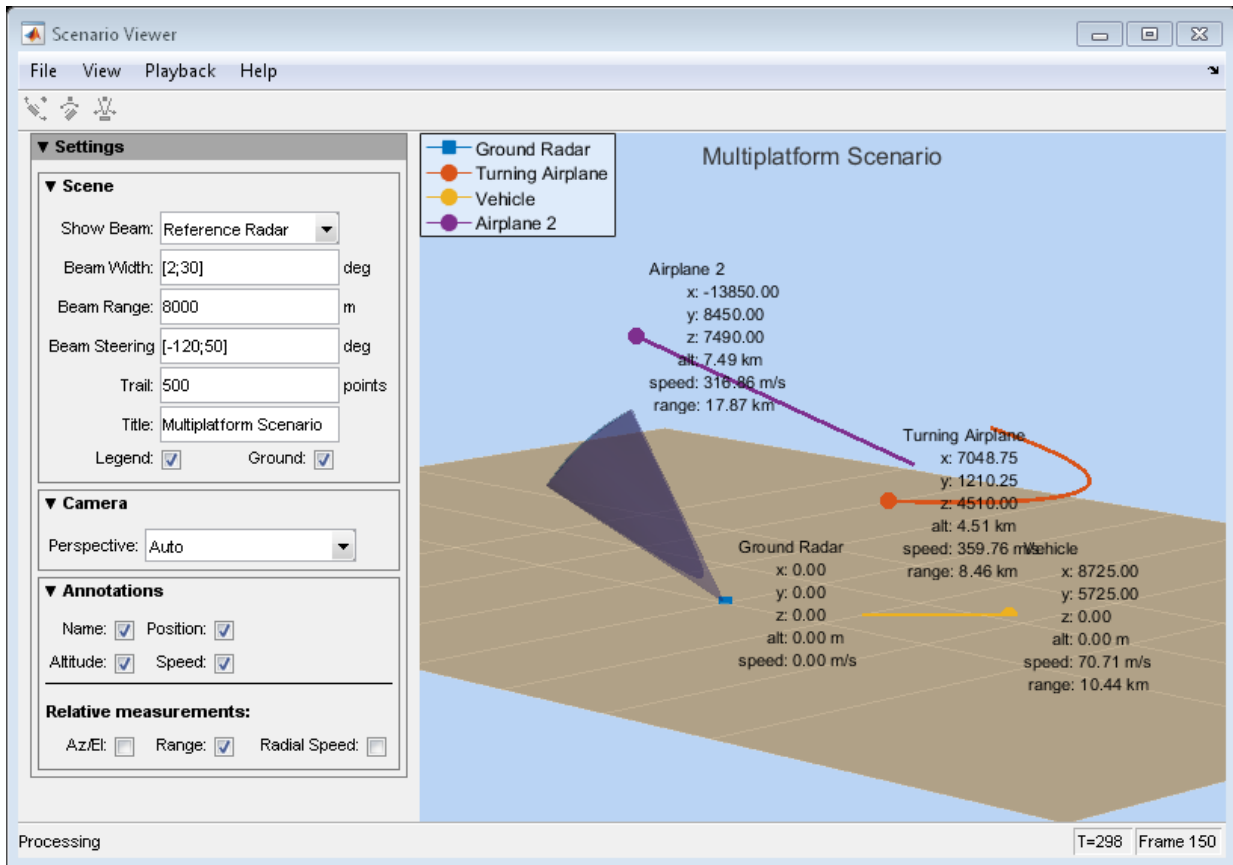 Scenario Viewer
File View Playback Help
▼ Settings
▼ Scene
Show Beam: Reference Radar
Beam Width: [2;30] deg
Beam Range: 8000 m
Beam Steering [-120;50] deg
Trail: 500 points
Title: Multiplatform Scenario
Legend: Ground:
▼ Camera
Perspective: Auto
▼ Annotations
Name: Position:
Altitude: Speed:
Relative measurements:
Az/El: Range: Radial Speed:
Ground Radar
Turning Airplane
Vehicle
Airplane 2
Multiplatform Scenario
Airplane 2
x: -13850.00
y: 8450.00
z: 7490.00
alt: 7.49 km
speed: 316.86 m/s
range: 17.87 km
Turning Airplane
x: 7048.75
y: 1210.25
z: 4510.00
alt: 4.51 km
speed: 359.76 m/s
range: 8.46 km
Ground Radar
x: 0.00
y: 0.00
z: 0.00
alt: 0.00 m
speed: 0.00 m/s
Vehicle
x: 8725.00
y: 5725.00
z: 0.00
alt: 0.00 m
speed: 70.71 m/s
range: 10.44 km
Processing
T=298 Frame 150